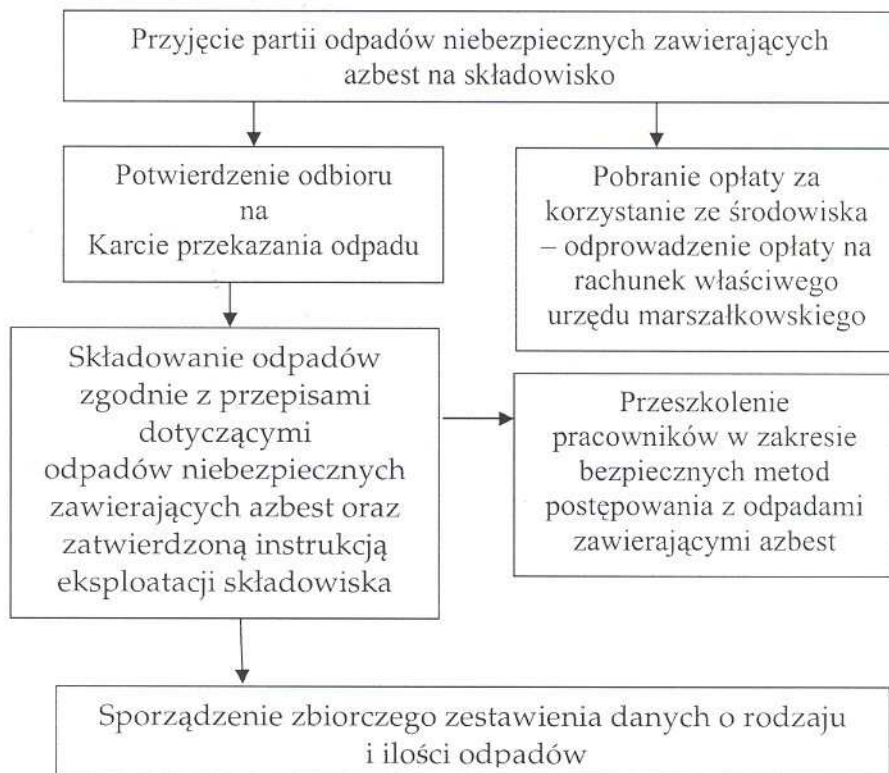 Przyjęcie partii odpadów niebezpiecznych zawierających
azbest na składowisko
Potwierdzenie odbioru
na
Karcie przekazania odpadu
Pobranie opłaty za
korzystanie ze środowiska
– odprowadzenie opłaty na
rachunek właściwego
urzędu marszałkowskiego
Składowanie odpadów
zgodnie z przepisami
dotyczącymi
odpadów niebezpiecznych
zawierających azbest oraz
zatwierdzoną instrukcją
eksploatacji składowiska
Przeszkolenie
pracowników w zakresie
bezpiecznych metod
postępowania z odpadami
zawierającymi azbest
Sporządzenie zbiorczego zestawienia danych o rodzaju
i ilości odpadów